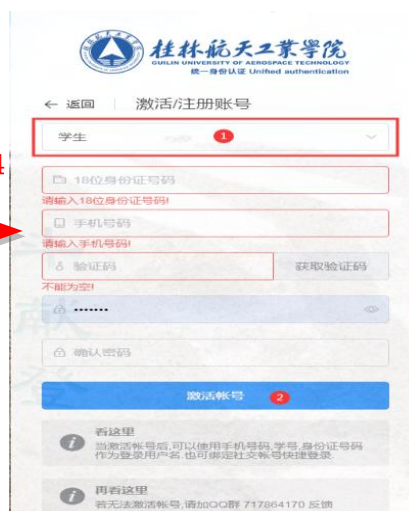 桂林航天工业学院
GUILIN UNIVERSITY OF AEROSPACE TECHNOLOGY
统一身份认证 Unified authentication
← 返回 激活/注册账号
学生 1
18位身份证号码
请输入18位身份证号码!
手机号码
请输入手机号码!
验证码 获取验证码
不能为空!
•••••••
确认密码
激活帐号 2
看这里
当激活帐号后,可以使用手机号码,学号,身份证号码
作为登录用户名.也可绑定社交帐号快捷登录.
再看这里
若无法激活帐号,请加QQ群 717864170 反馈